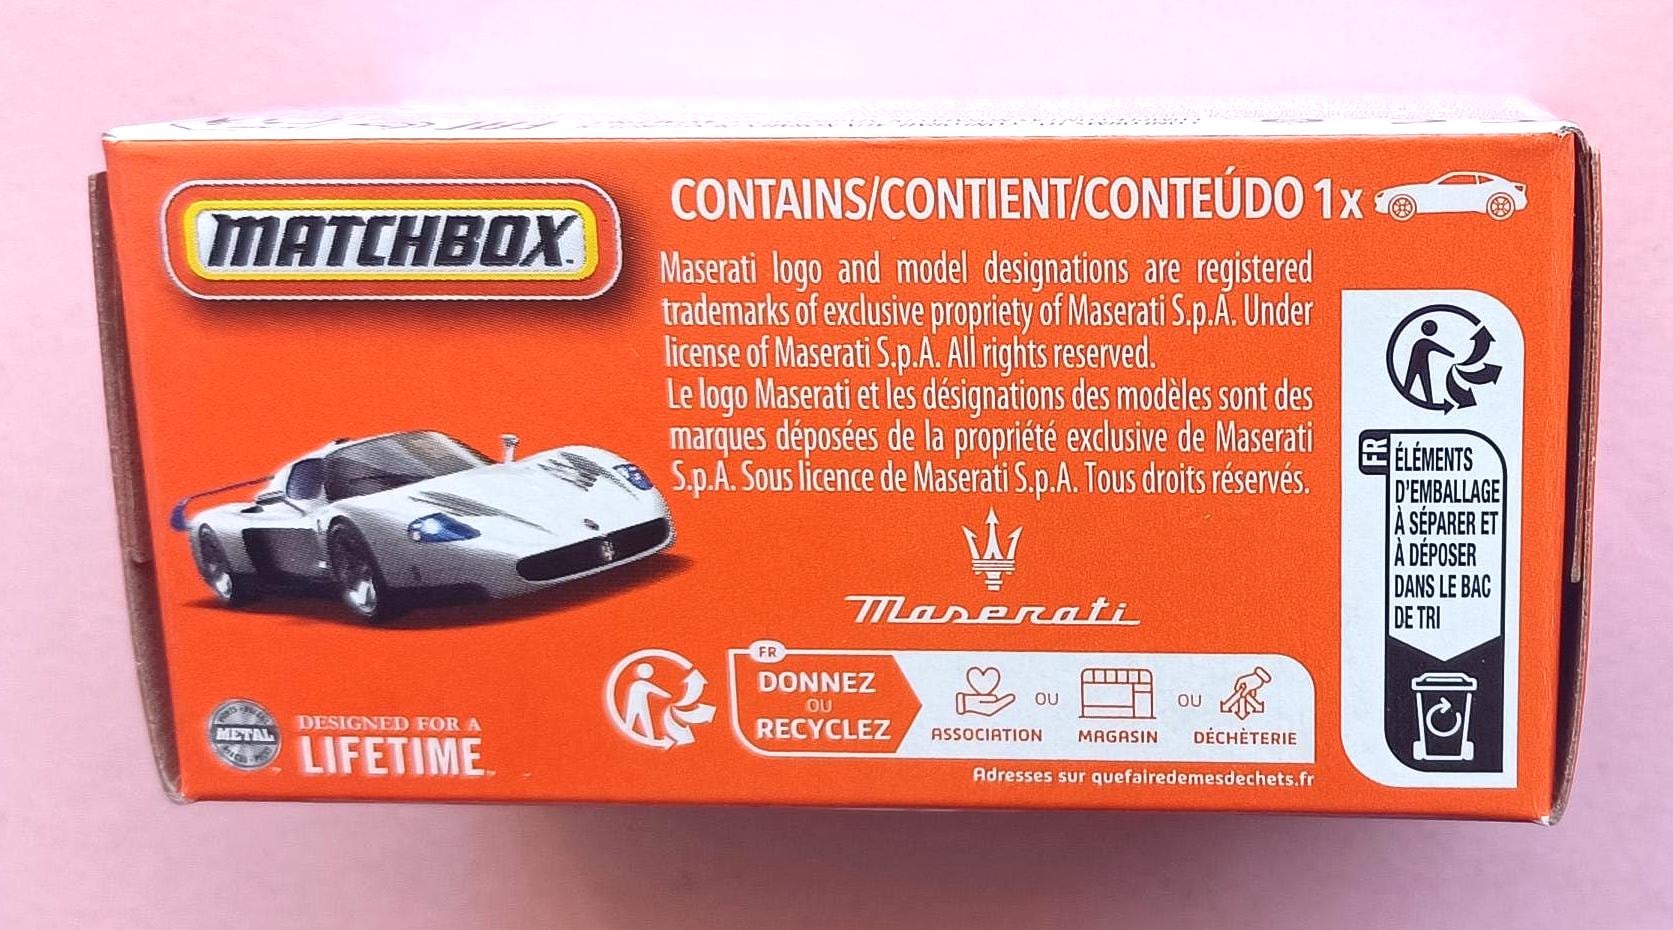 MATCHBOX
CONTAINS/CONTIENT/CONTEÚDO 1x
Maserati logo and model designations are registered
trademarks of exclusive propriety of Maserati S.p.A. Under
license of Maserati S.p.A. All rights reserved.
Le logo Maserati et les désignations des modèles sont des
marques déposées de la propriété exclusive de Maserati
S.p.A. Sous licence de Maserati S.p.A. Tous droits réservés.
Maserati
FR
ÉLÉMENTS
D'EMBALLAGE
À SÉPARER ET
À DÉPOSER
DANS LE BAC
DE TRI
METAL
DESIGNED FOR A
LIFETIME
FR
DONNEZ
OU
RECYCLEZ
ASSOCIATION OU MAGASIN OU DÉCHÈTERIE
Adresses sur quefairedemesdechets.fr